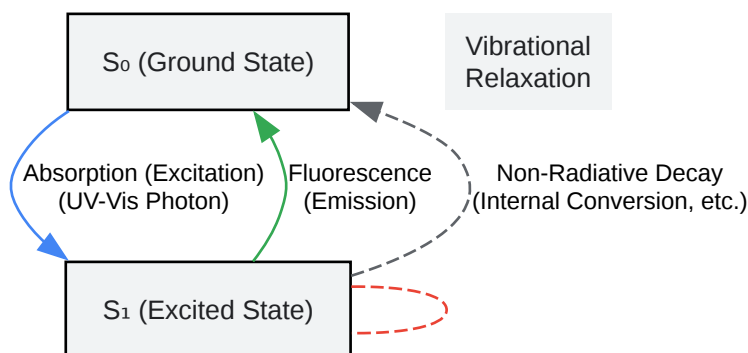 S₀ (Ground State)
Vibrational
Relaxation
Absorption (Excitation)
(UV-Vis Photon)
Fluorescence
(Emission)
Non-Radiative Decay
(Internal Conversion, etc.)
S₁ (Excited State)